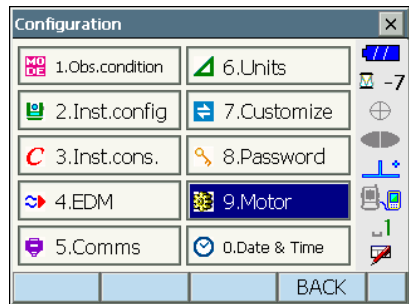 Configuration
MODE 1.Obs.condition
6.Units
2.Inst.config
7.Customize
C 3.Inst.cons.
8.Password
4.EDM
9.Motor
5.Comms
0.Date & Time
-7
1
BACK